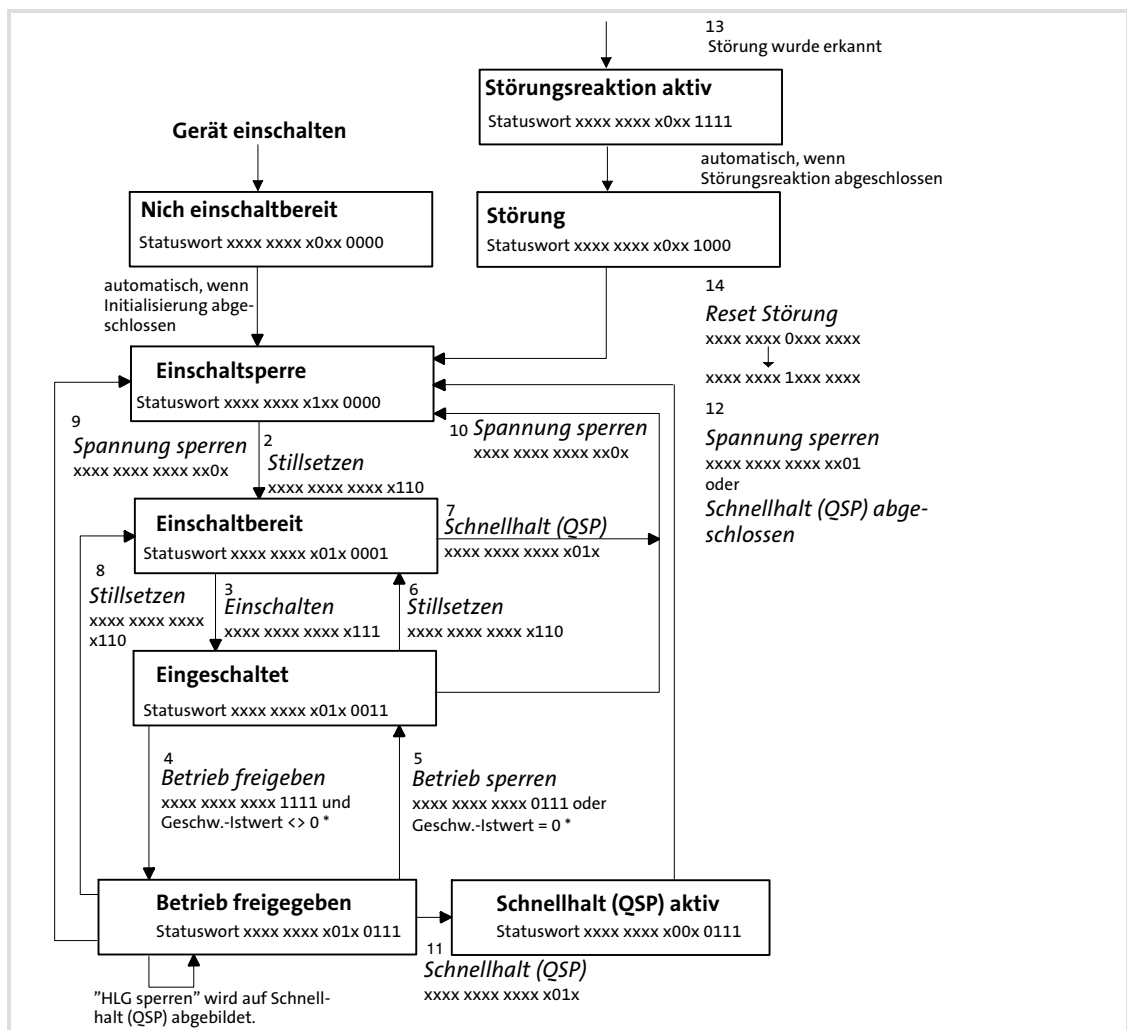 13
Störung wurde erkannt
Störungsreaktion aktiv
Statuswort xxxx xxxx x0xx 1111
Gerät einschalten
automatisch, wenn
Störungsreaktion abgeschlossen
Nich einschaltbereit
Statuswort xxxx xxxx x0xx 0000
Störung
Statuswort xxxx xxxx x0xx 1000
automatisch, wenn
Initialisierung abge-
schlossen
14
Reset Störung
xxxx xxxx 0xxx xxxx
xxxx xxxx 1xxx xxxx
Einschaltsperre
Statuswort xxxx xxxx x1xx 0000
9
Spannung sperren
xxxx xxxx xxxx xx0x
2
Stillsetzen
xxxx xxxx xxxx x110
10 Spannung sperren
xxxx xxxx xxxx xx0x
12
Spannung sperren
xxxx xxxx xxxx xx01
oder
Schnellhalt (QSP) abge-
schlossen
Einschaltbereit
Statuswort xxxx xxxx x01x 0001
7
Schnellhalt (QSP)
xxxx xxxx xxxx x01x
8
Stillsetzen
xxxx xxxx xxxx
x110
3
Einschalten
xxxx xxxx xxxx x111
6
Stillsetzen
xxxx xxxx xxxx x110
Eingeschaltet
Statuswort xxxx xxxx x01x 0011
4
Betrieb freigeben
xxxx xxxx xxxx 1111 und
Geschw.-Istwert <> 0 *
5
Betrieb sperren
xxxx xxxx xxxx 0111 oder
Geschw.-Istwert = 0 *
Betrieb freigegeben
Statuswort xxxx xxxx x01x 0111
Schnellhalt (QSP) aktiv
Statuswort xxxx xxxx x00x 0111
11
Schnellhalt (QSP)
xxxx xxxx xxxx x01x
"HLG sperren" wird auf Schnell-
halt (QSP) abgebildet.